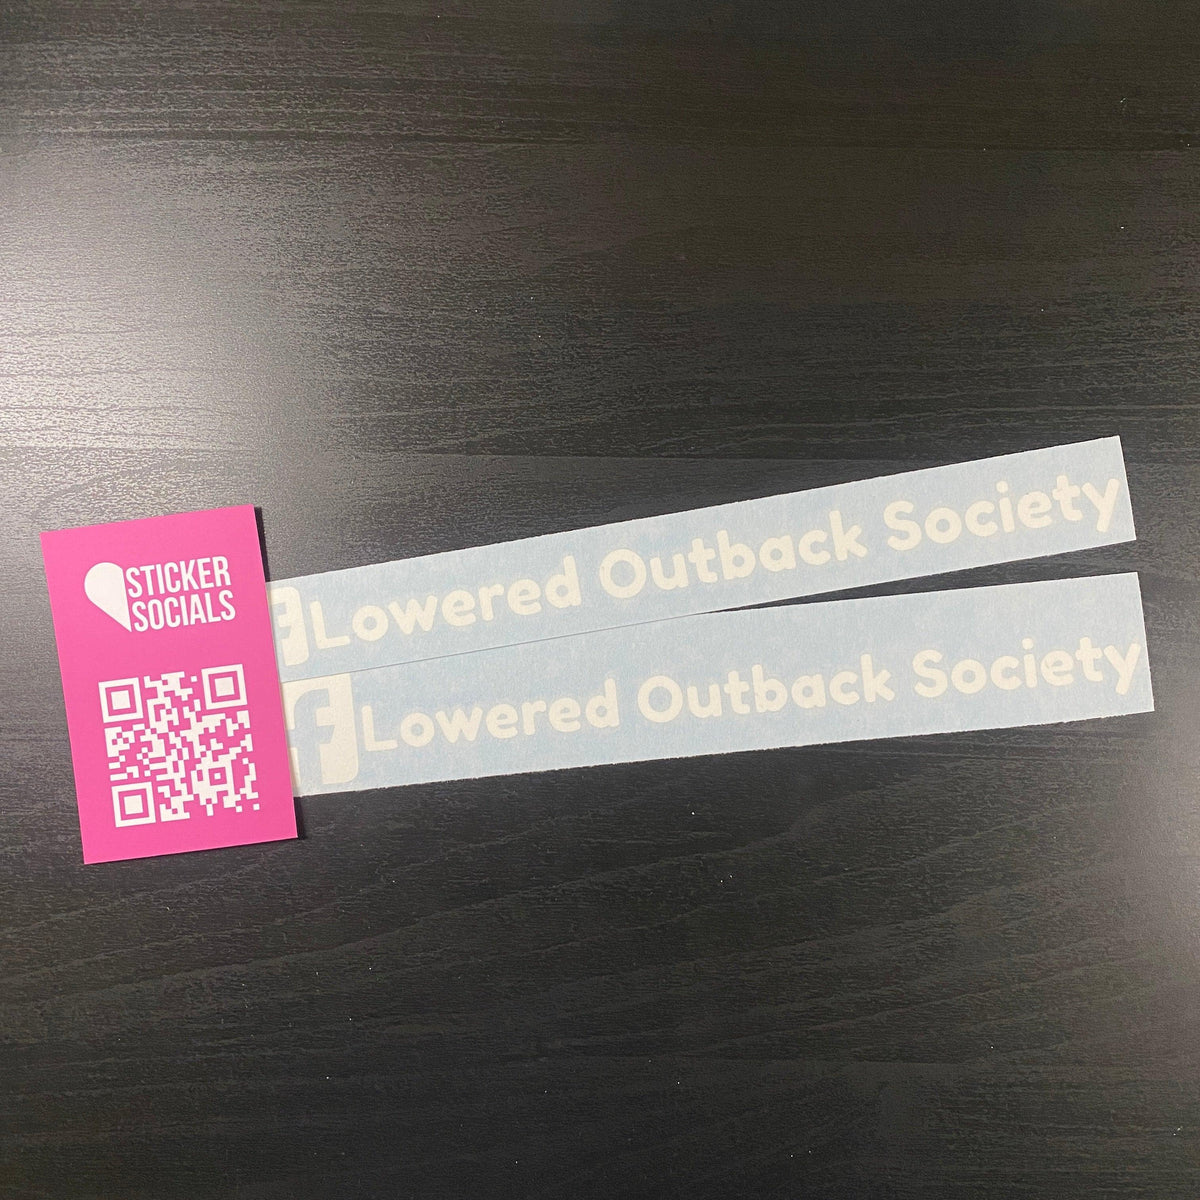 STICKER
SOCIALS
f Lowered Outback Society
f Lowered Outback Society